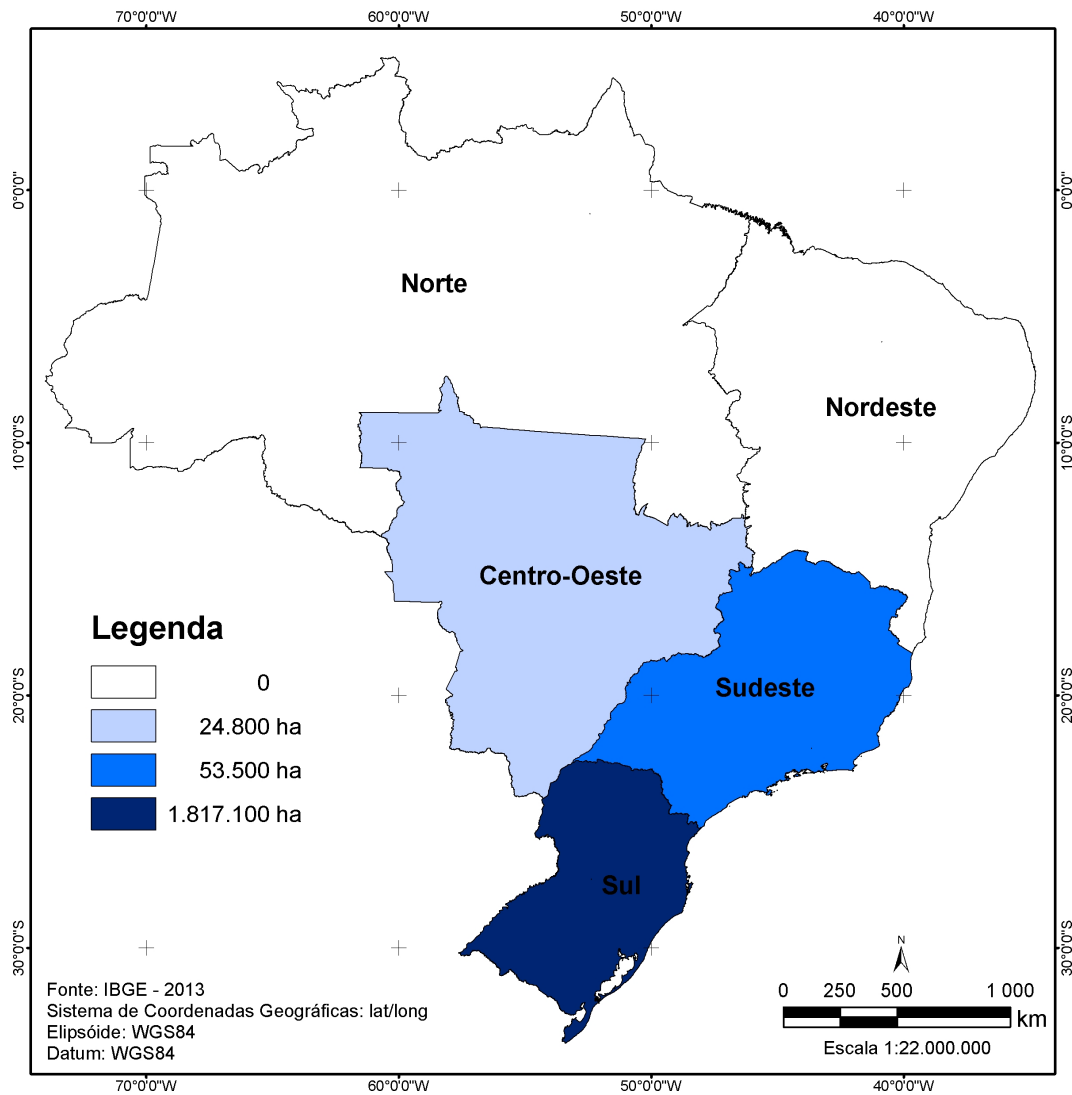 70°0'0"W 60°0'0"W 50°0'0"W 40°0'0"W
0°0'0" 0°0'0"
Norte
Nordeste
10°0'0"S 10°0'0"S
Centro-Oeste
Legenda
0
24.800 ha
53.500 ha
1.817.100 ha
Sudeste
20°0'0"S 20°0'0"S
Sul
30°0'0"S 30°0'0"S
N
Fonte: IBGE - 2013
Sistema de Coordenadas Geográficas: lat/long
Elipsóide: WGS84
Datum: WGS84
0 250 500 1 000
km
Escala 1:22.000.000
70°0'0"W 60°0'0"W 50°0'0"W 40°0'0"W